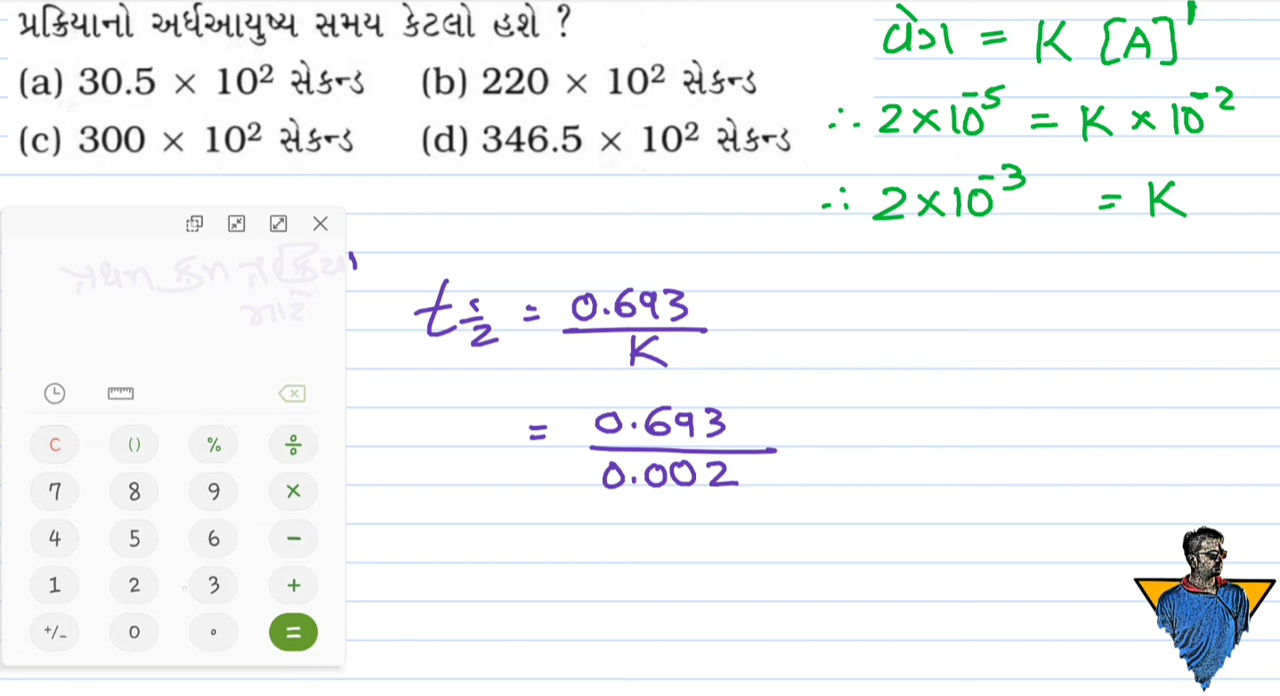 પ્રક્રિયાનો અર્ધઆયુષ્ય સમય કેટલો હશે ?
(a) 30.5 × 10² સેકન્ડ (b) 220 × 10² સેકન્ડ
(c) 300 × 10² સેકન્ડ (d) 346.5 × 10² સેકન્ડ
વેગ = K [A]¹
∴ 2×10⁻⁵ = K × 10⁻²
∴ 2×10⁻³ = K
t½ = 0.693 / K
= 0.693 / 0.002
C () % ÷
7 8 9 ×
4 5 6 −
1 2 3 +
+/− 0 . =